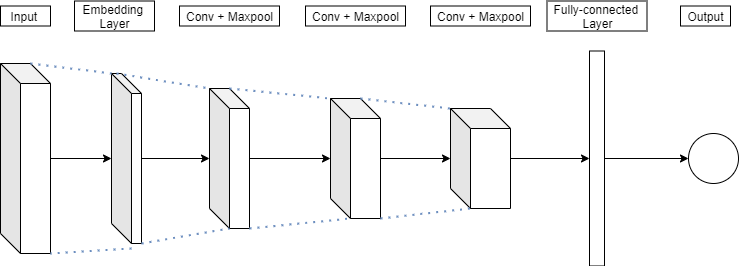 Input
Embedding
Layer
Conv + Maxpool
Conv + Maxpool
Conv + Maxpool
Fully-connected
Layer
Output